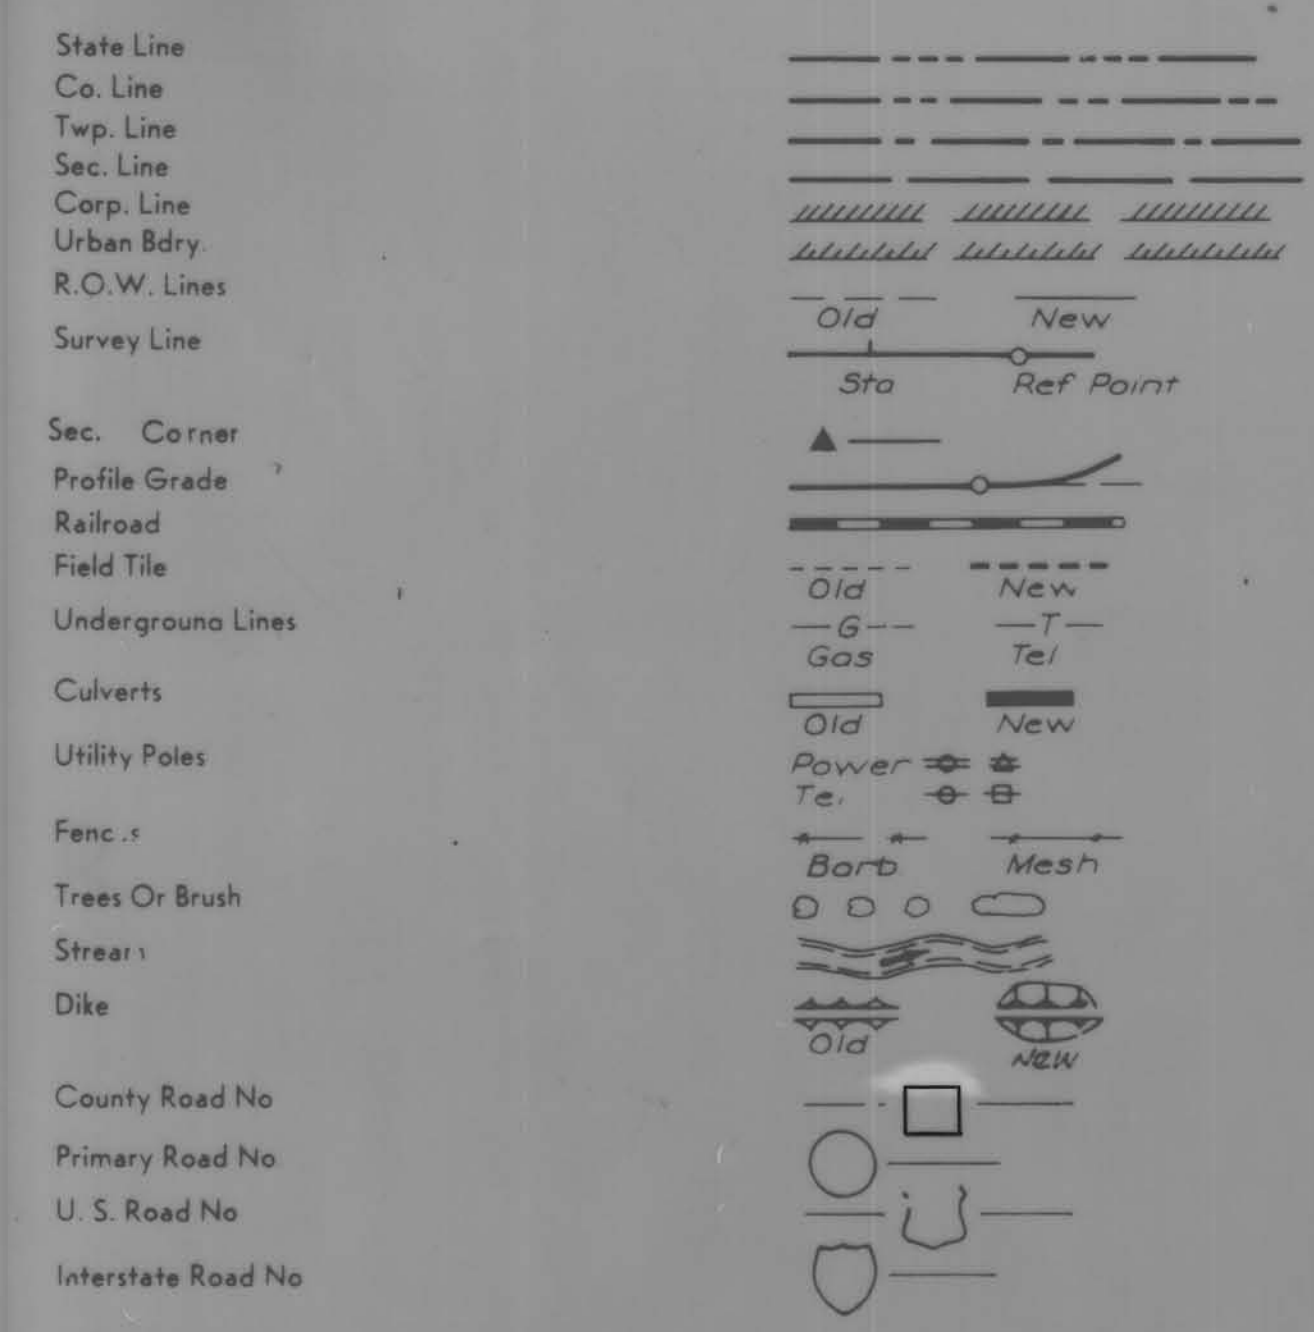 State Line
Co. Line
Twp. Line
Sec. Line
Corp. Line
Urban Bdry.
R.O.W. Lines
Old New
Survey Line
Sta Ref Point
Sec. Corner
Profile Grade
Railroad
Field Tile
Old New
Underground Lines
G T
Gas Tel
Culverts
Old New
Utility Poles
Power
Tel
Fences
Barb Mesh
Trees Or Brush
Stream
Dike
Old New
County Road No
Primary Road No
U. S. Road No
Interstate Road No